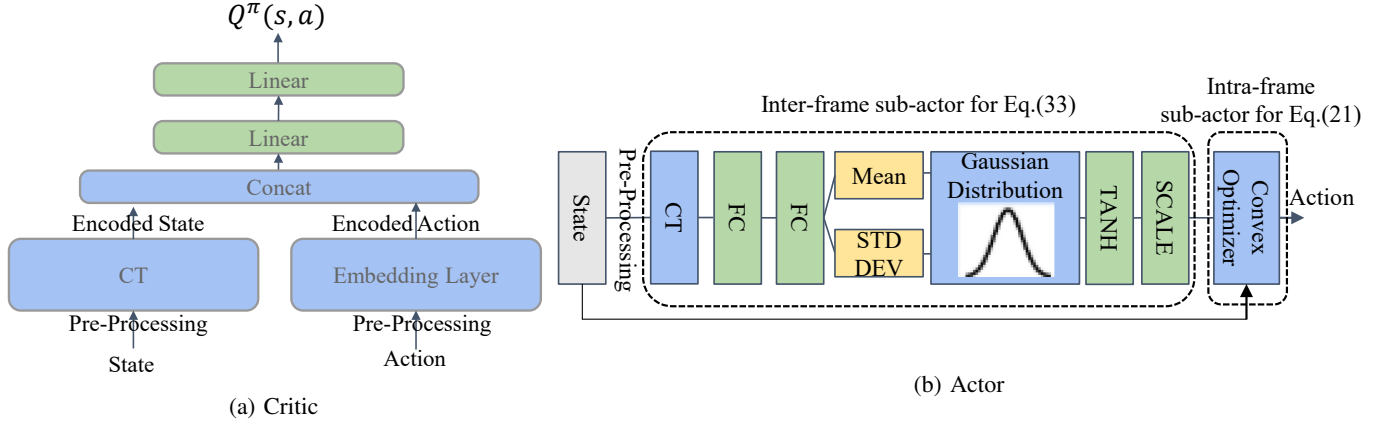 Q^π(s, a)
Linear
Linear
Concat
Encoded State
Encoded Action
CT
Embedding Layer
Pre-Processing
Pre-Processing
State
Action
(a) Critic
Inter-frame sub-actor for Eq.(33)
Intra-frame
sub-actor for Eq.(21)
State
Pre-Processing
CT
FC
FC
Mean
STD
DEV
Gaussian
Distribution
TANH
SCALE
Convex
Optimizer
Action
(b) Actor